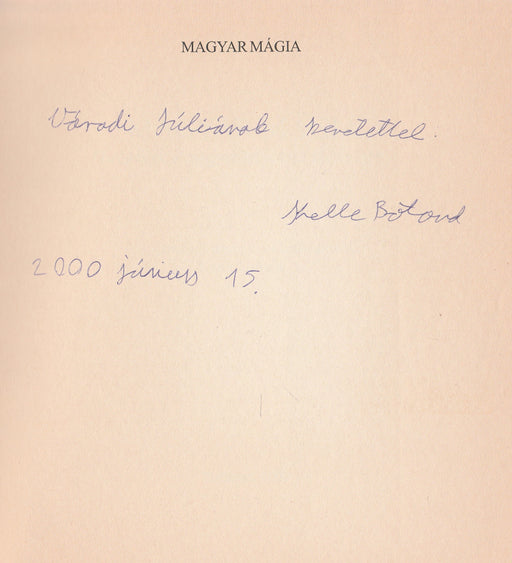 MAGYAR MÁGIA
Váradi Júliának szeretettel.
Szelle Botond
2000 június 15.